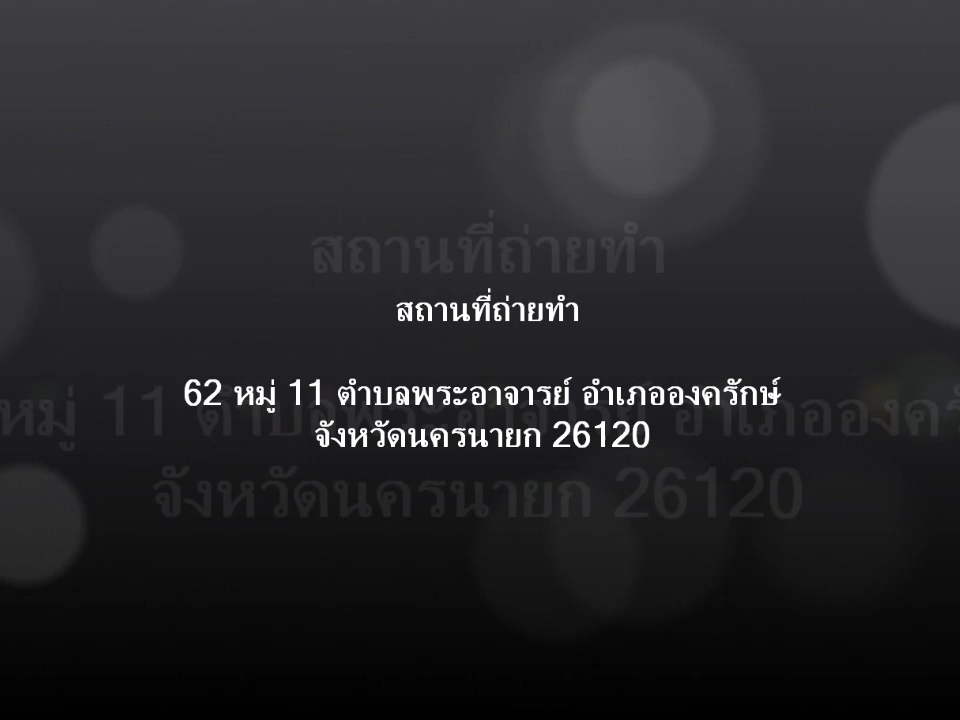 สถานที่ถ่ายทำ
62 หมู่ 11 ตำบลพระอาจารย์ อำเภอองครักษ์
จังหวัดนครนายก 26120